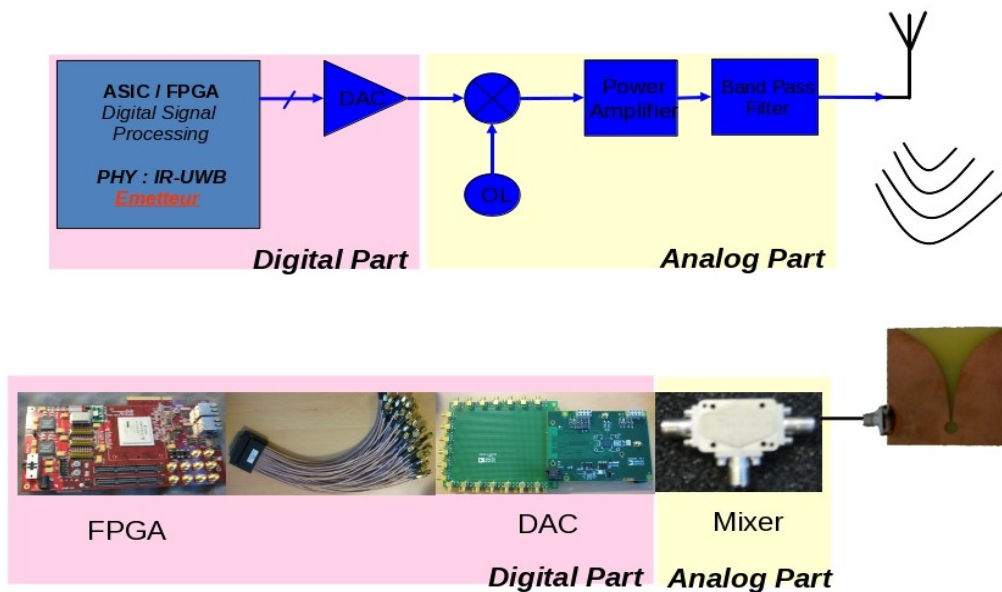 ASIC / FPGA
Digital Signal
Processing
PHY : IR-UWB
Emetteur
DAC
OL
Power
Amplifier
Band Pass
Filter
Digital Part
Analog Part
FPGA
DAC
Mixer
Digital Part
Analog Part